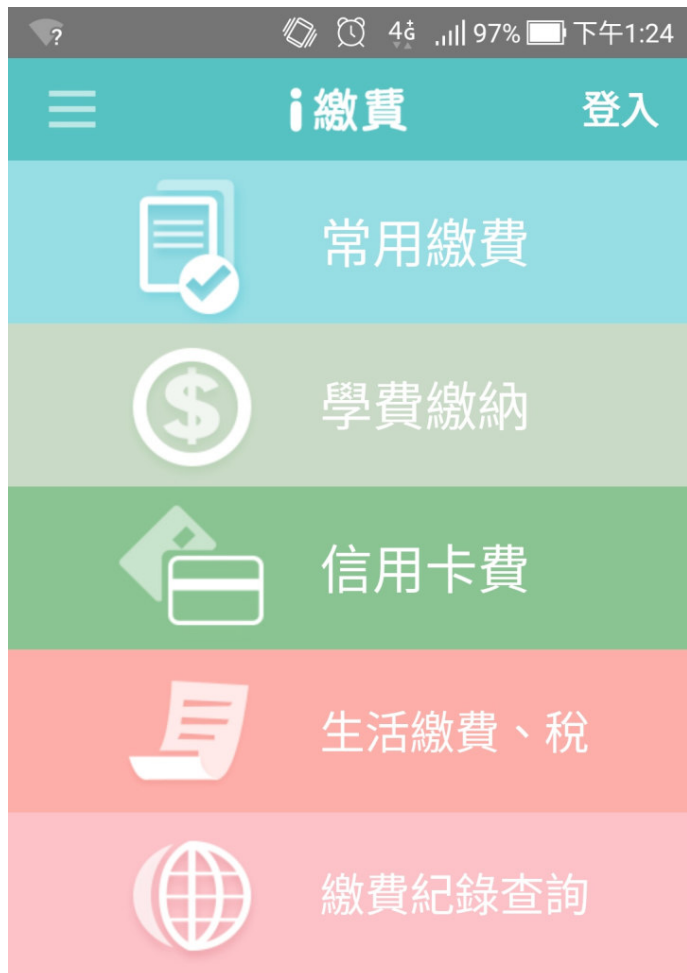 4G 97% 下午1:24
i繳費 登入
常用繳費
學費繳納
信用卡費
生活繳費、稅
繳費紀錄查詢